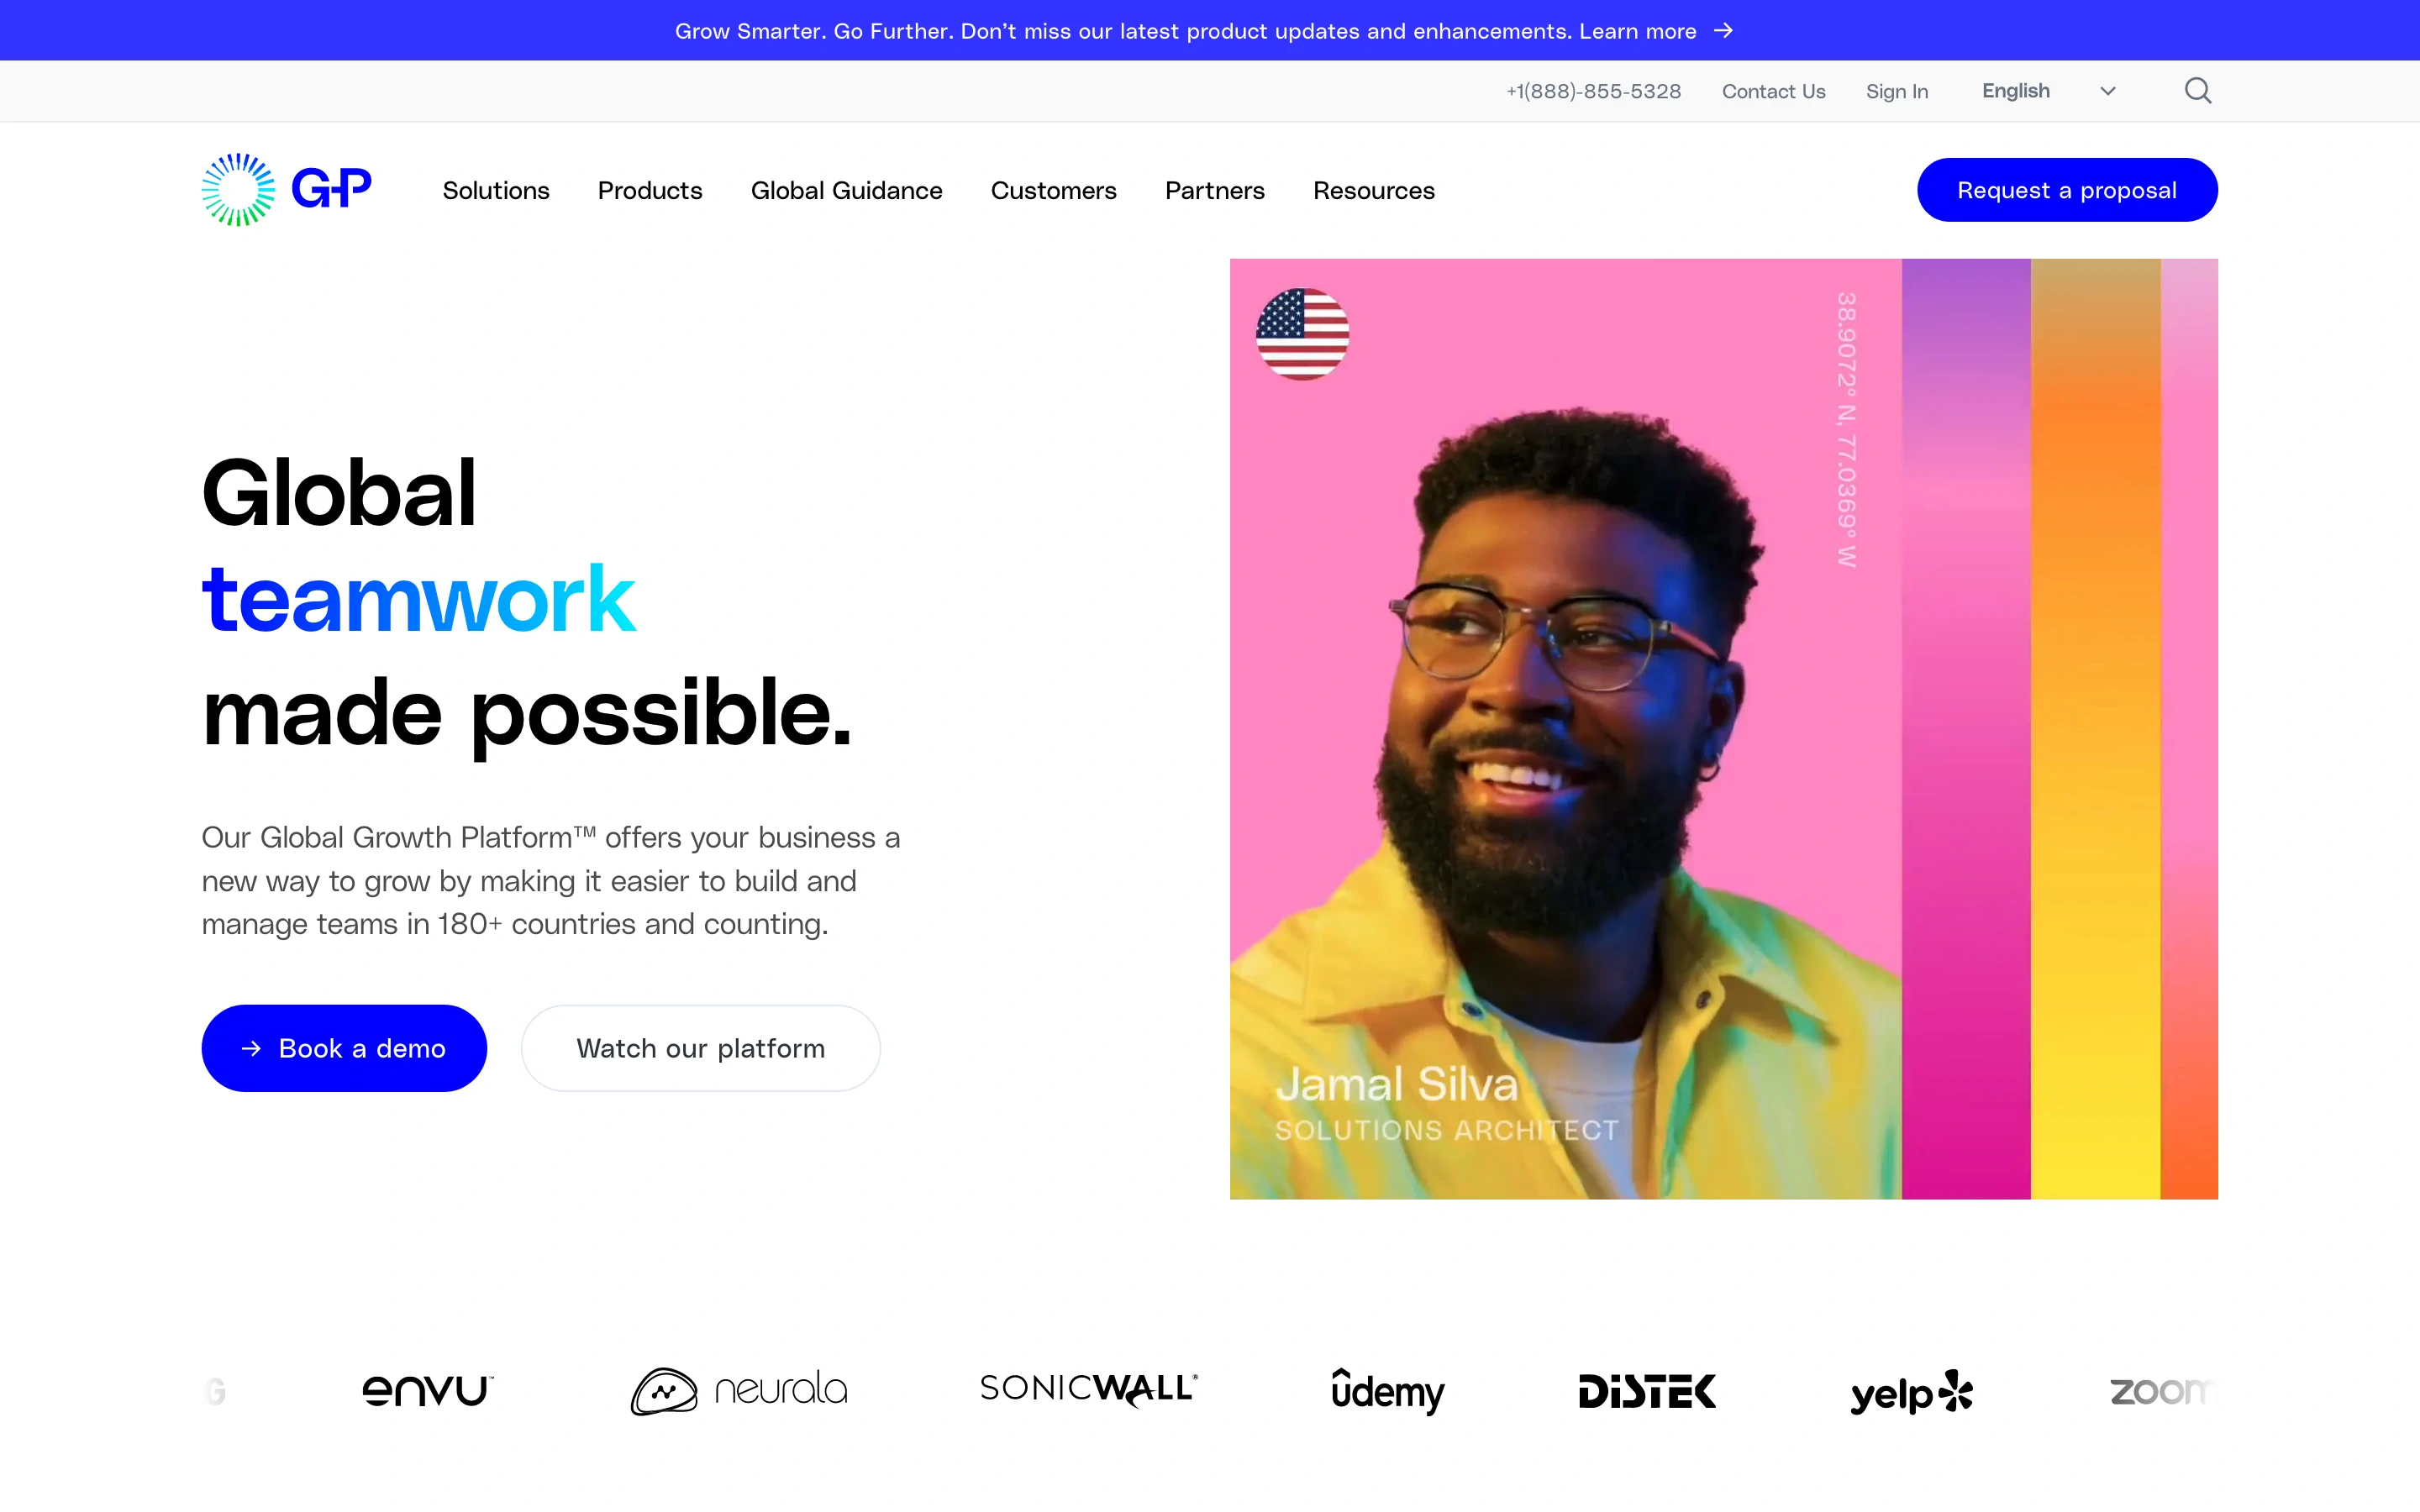 Grow Smarter. Go Further. Don't miss our latest product updates and enhancements. Learn more →
+1(888)-855-5328 Contact Us Sign In English
G-P Solutions Products Global Guidance Customers Partners Resources Request a proposal
38.9072° N, 77.0369° W
Global
teamwork
made possible.
Our Global Growth Platform™ offers your business a
new way to grow by making it easier to build and
manage teams in 180+ countries and counting.
→ Book a demo Watch our platform
Jamal Silva
SOLUTIONS ARCHITECT
G envu™ neurala SONICWALL® ûdemy DiSTEK yelp zoom